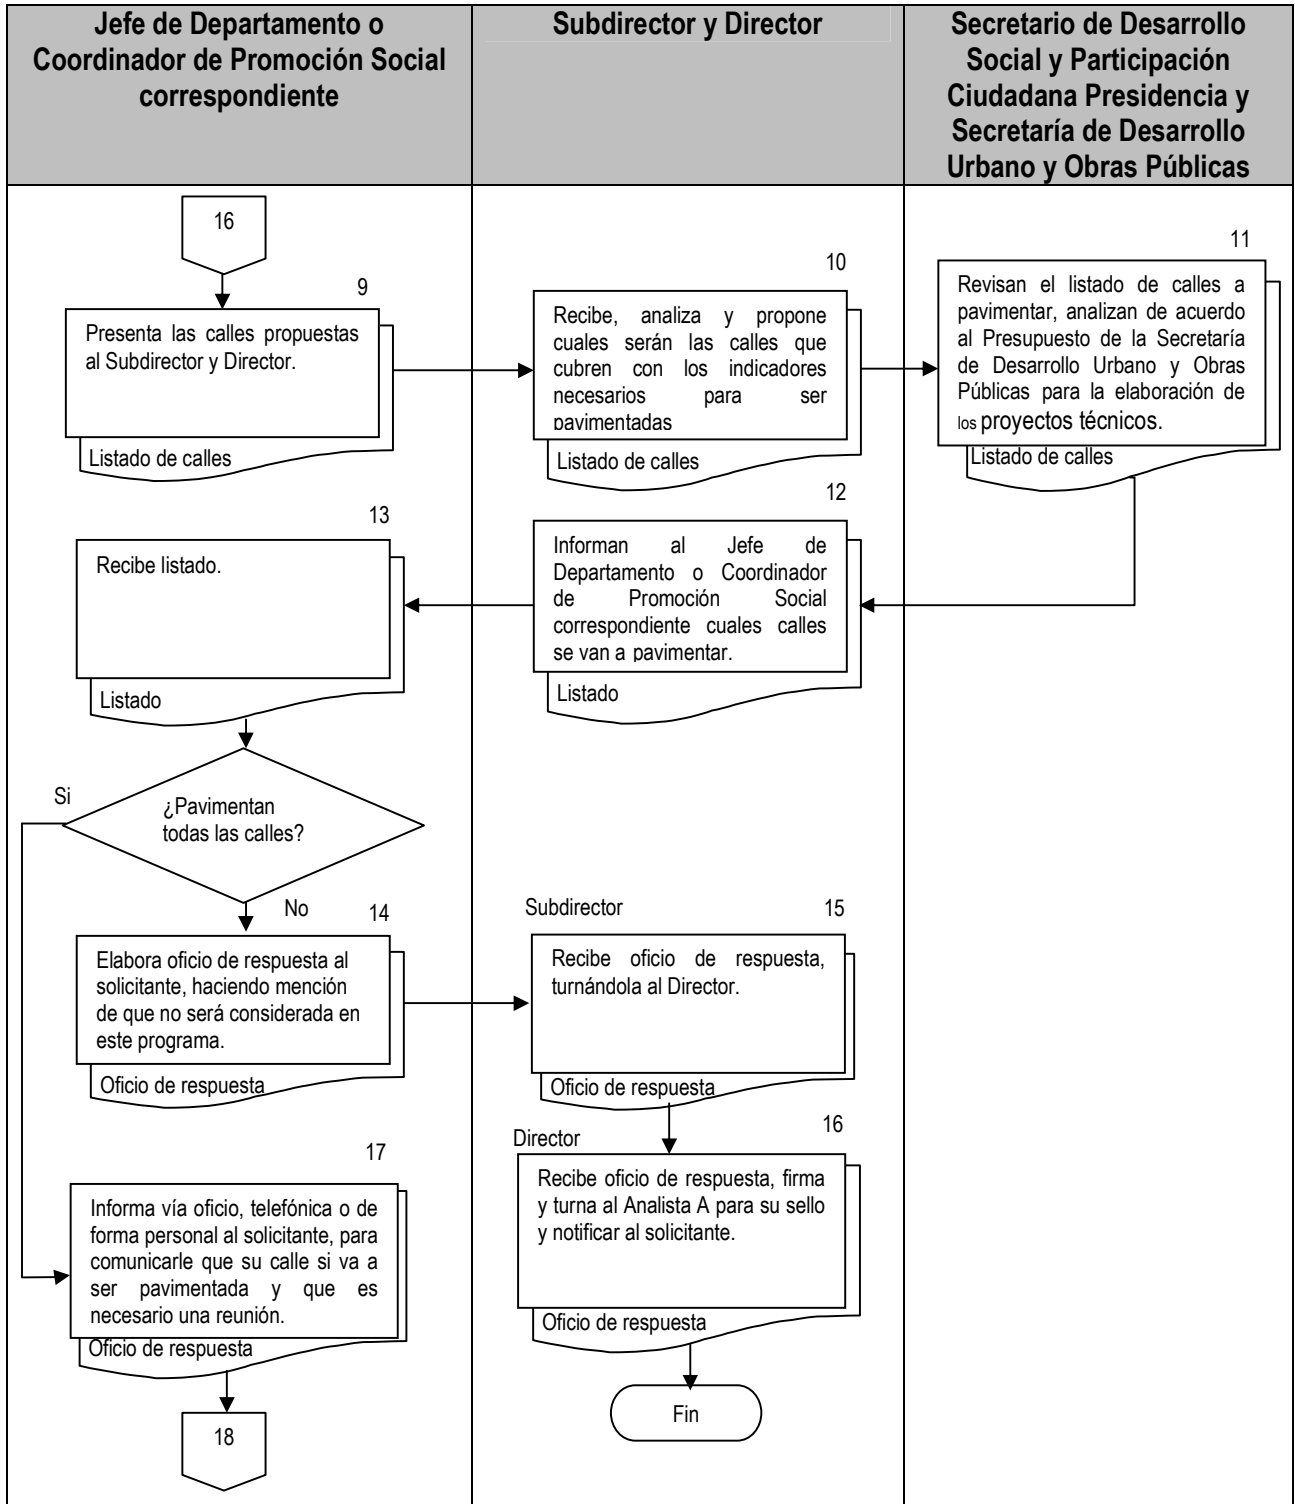 Jefe de Departamento o
Coordinador de Promoción Social
correspondiente
Subdirector y Director
Secretario de Desarrollo
Social y Participación
Ciudadana Presidencia y
Secretaría de Desarrollo
Urbano y Obras Públicas
16
9
Presenta las calles propuestas
al Subdirector y Director.
Listado de calles
10
Recibe, analiza y propone
cuales serán las calles que
cubren con los indicadores
necesarios para ser
pavimentadas
Listado de calles
11
Revisan el listado de calles a
pavimentar, analizan de acuerdo
al Presupuesto de la Secretaría
de Desarrollo Urbano y Obras
Públicas para la elaboración de
los proyectos técnicos.
Listado de calles
12
Informan al Jefe de
Departamento o Coordinador
de Promoción Social
correspondiente cuales calles
se van a pavimentar.
Listado
13
Recibe listado.
Listado
¿Pavimentan
todas las calles?
Si
No
14
Elabora oficio de respuesta al
solicitante, haciendo mención
de que no será considerada en
este programa.
Oficio de respuesta
Subdirector
15
Recibe oficio de respuesta,
turnándola al Director.
Oficio de respuesta
Director
16
Recibe oficio de respuesta, firma
y turna al Analista A para su sello
y notificar al solicitante.
Oficio de respuesta
Fin
17
Informa vía oficio, telefónica o de
forma personal al solicitante, para
comunicarle que su calle si va a
ser pavimentada y que es
necesario una reunión.
Oficio de respuesta
18